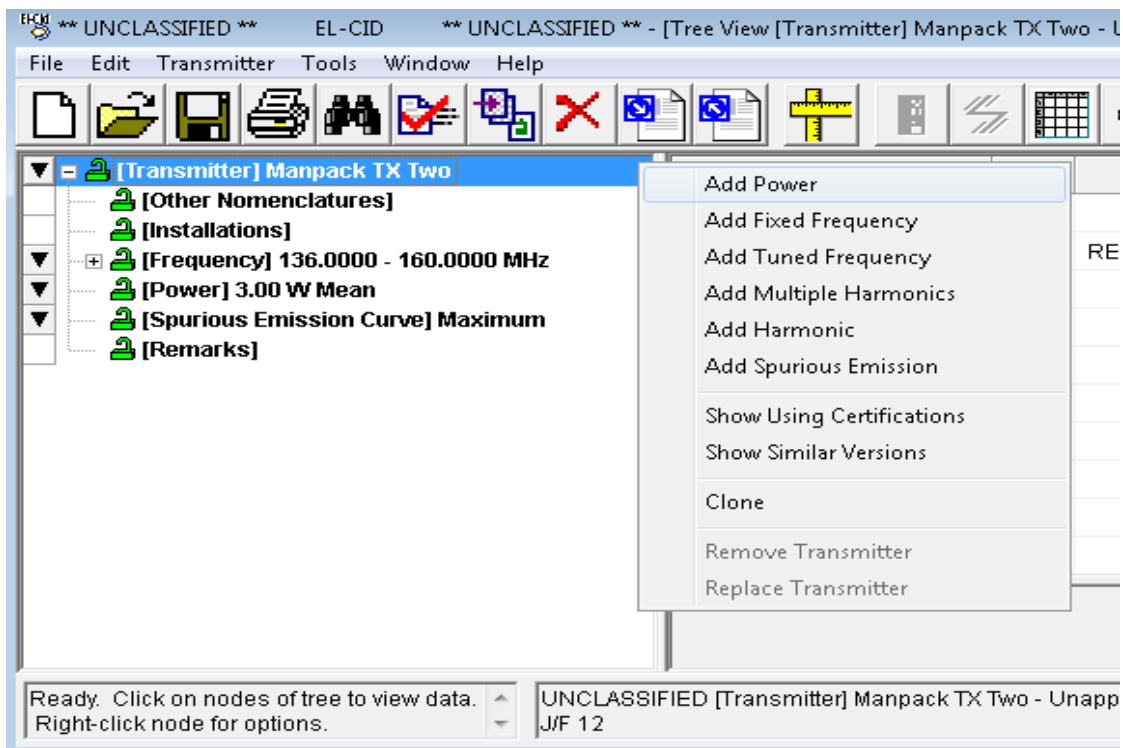 EL-CID ** UNCLASSIFIED ** EL-CID ** UNCLASSIFIED ** - [Tree View [Transmitter] Manpack TX Two - U
File Edit Transmitter Tools Window Help
[Transmitter] Manpack TX Two
[Other Nomenclatures]
[Installations]
[Frequency] 136.0000 - 160.0000 MHz
[Power] 3.00 W Mean
[Spurious Emission Curve] Maximum
[Remarks]
Add Power
Add Fixed Frequency
Add Tuned Frequency
Add Multiple Harmonics
Add Harmonic
Add Spurious Emission
Show Using Certifications
Show Similar Versions
Clone
Remove Transmitter
Replace Transmitter
RE
Ready. Click on nodes of tree to view data.
Right-click node for options.
UNCLASSIFIED [Transmitter] Manpack TX Two - Unapp
J/F 12